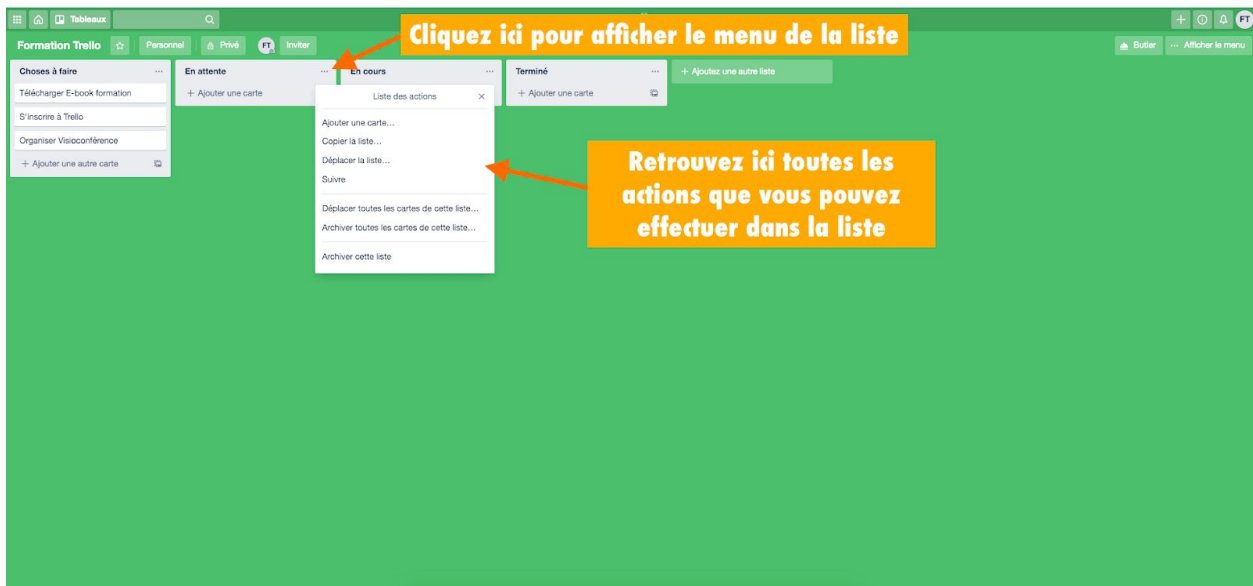 Tableaux
Cliquez ici pour afficher le menu de la liste
FT
Formation Trello
Personnel
Privé
FT
Inviter
Butler
... Afficher le menu
Choses à faire ...
Télécharger E-book formation
S'inscrire à Trello
Organiser Visioconférence
+ Ajouter une autre carte
En attente ...
+ Ajouter une carte
En cours ...
Terminé ...
+ Ajouter une carte
+ Ajoutez une autre liste
Liste des actions
Ajouter une carte...
Copier la liste...
Déplacer la liste...
Suivre
Déplacer toutes les cartes de cette liste...
Archiver toutes les cartes de cette liste...
Archiver cette liste
Retrouvez ici toutes les
actions que vous pouvez
effectuer dans la liste